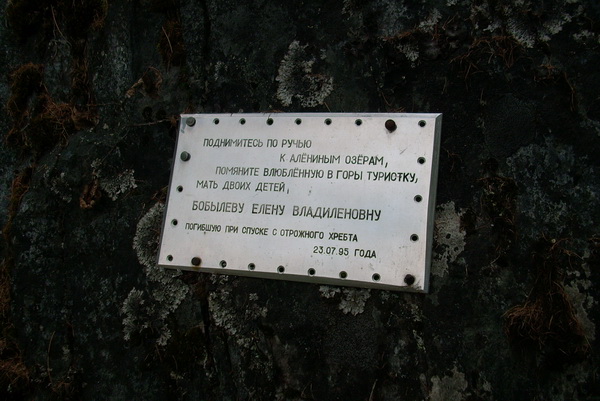 ПОДНИМИТЕСЬ ПО РУЧЬЮ
К АЛЁНИНЫМ ОЗЁРАМ,
ПОМЯНИТЕ ВЛЮБЛЁННУЮ В ГОРЫ ТУРИСТКУ,
МАТЬ ДВОИХ ДЕТЕЙ,
БОБЫЛЕВУ ЕЛЕНУ ВЛАДИЛЕНОВНУ
ПОГИБШУЮ ПРИ СПУСКЕ С ОТРОЖНОГО ХРЕБТА
23.07.95 ГОДА